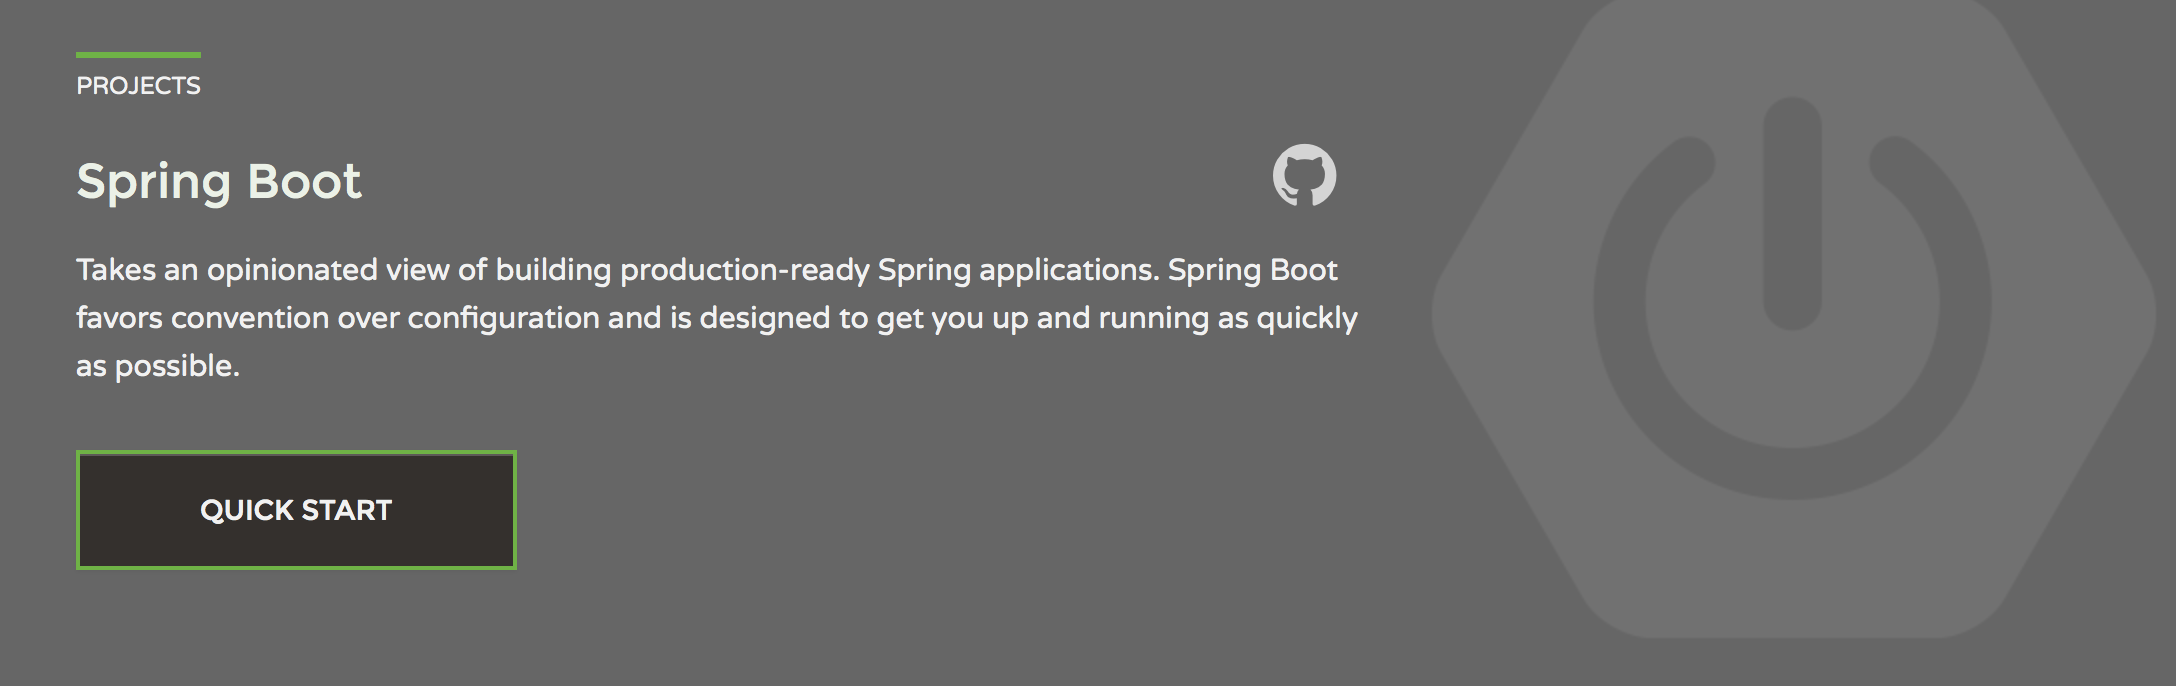 PROJECTS
Spring Boot
Takes an opinionated view of building production-ready Spring applications. Spring Boot
favors convention over configuration and is designed to get you up and running as quickly
as possible.
QUICK START